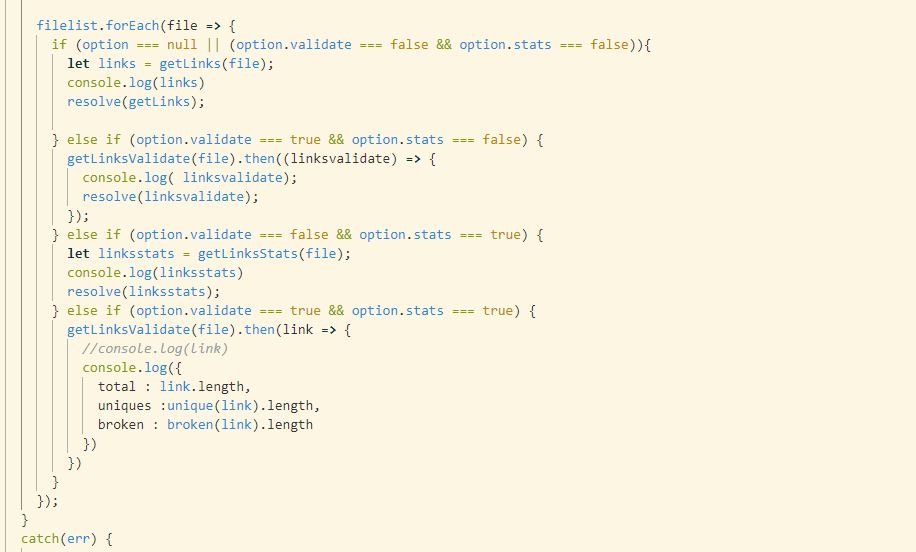 filelist.forEach(file => {
if (option === null || (option.validate === false && option.stats === false)){
let links = getLinks(file);
console.log(links)
resolve(getLinks);
} else if (option.validate === true && option.stats === false) {
getLinksValidate(file).then((linksvalidate) => {
console.log( linksvalidate);
resolve(linksvalidate);
});
} else if (option.validate === false && option.stats === true) {
let linksstats = getLinksStats(file);
console.log(linksstats)
resolve(linksstats);
} else if (option.validate === true && option.stats === true) {
getLinksValidate(file).then(link => {
//console.log(link)
console.log({
total : link.length,
uniques :unique(link).length,
broken : broken(link).length
})
})
}
});
}
catch(err) {